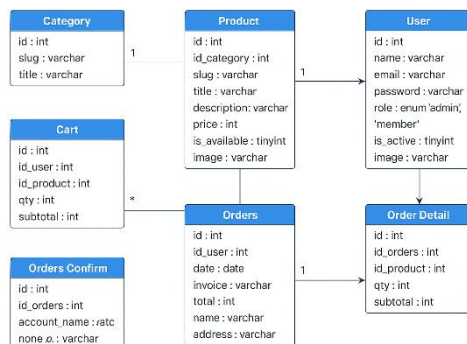 Category
id : int
slug : varchar
title : varchar
1
Product
id : int
id_category : int
slug : varchar
title : varchar
description: varchar
price : int
is_available : tinyint
image : varchar
1
User
id : int
name : varchar
email : varchar
password : varchar
role : enum 'admin',
'member'
is_active : tinyint
image : varchar
Cart
id : int
id_user : int
id_product : int
qty : int
subtotal : int
*
Orders
id : int
id_user : int
date : date
invoice : varchar
total : int
name : varchar
address : varchar
1
Order Detail
id : int
id_orders : int
id_product : int
qty : int
subtotal : int
Orders Confirm
id : int
id_orders : int
account_name :
none : varchar